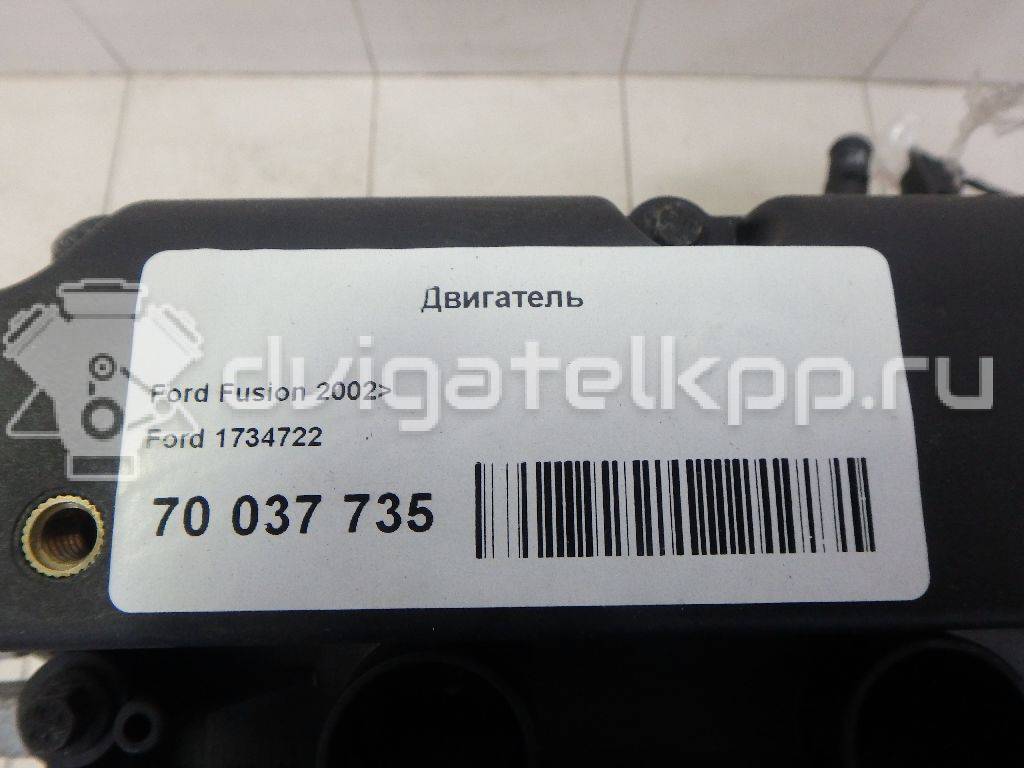 Двигатель
dvigatelkpp.ru
Ford Fusion 2002>
Ford 1734722
70 037 735